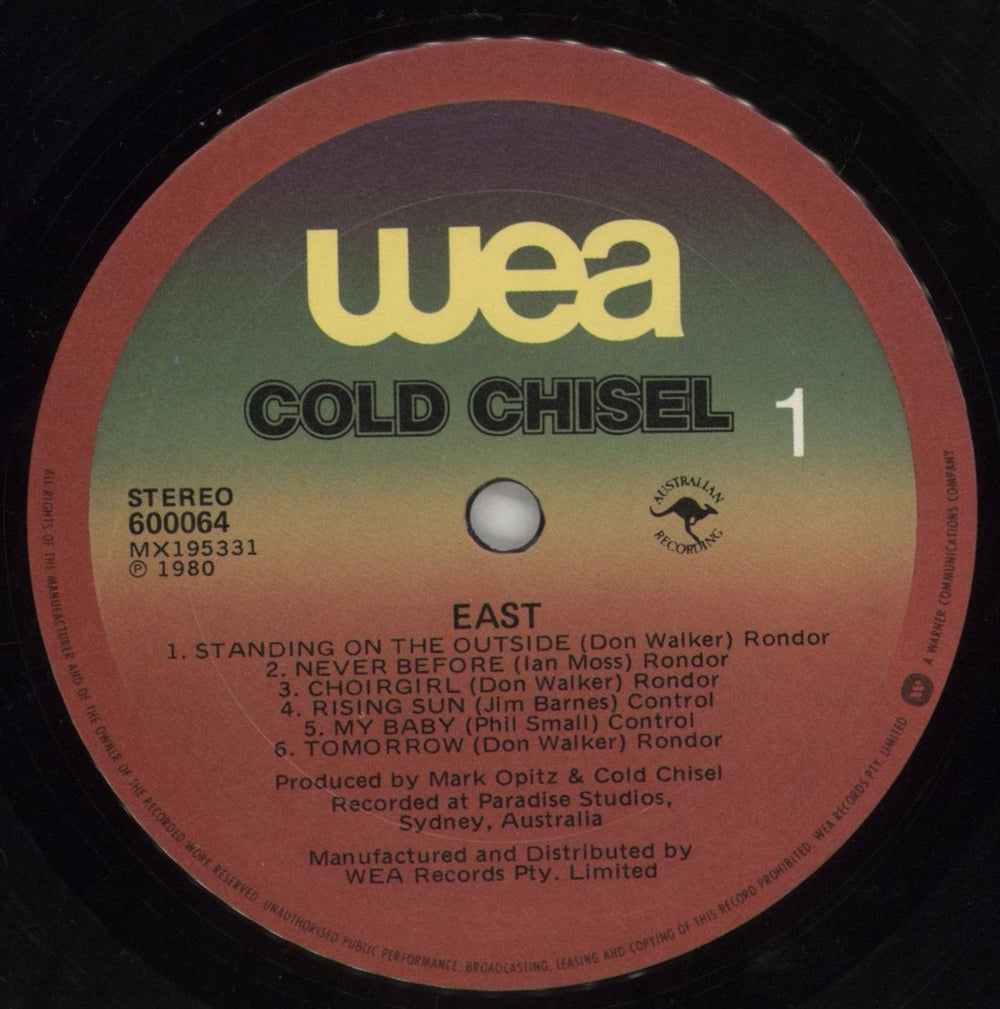 wea
COLD CHISEL
1
STEREO
600064
MX195331
℗ 1980
AUSTRALIAN
RECORDING
EAST
1. STANDING ON THE OUTSIDE (Don Walker) Rondor
2. NEVER BEFORE (Ian Moss) Rondor
3. CHOIRGIRL (Don Walker) Rondor
4. RISING SUN (Jim Barnes) Control
5. MY BABY (Phil Small) Control
6. TOMORROW (Don Walker) Rondor
Produced by Mark Opitz & Cold Chisel
Recorded at Paradise Studios,
Sydney, Australia
Manufactured and Distributed by
WEA Records Pty. Limited
ALL RIGHTS OF THE MANUFACTURER AND OF THE OWNER OF THE RECORDED WORK RESERVED. UNAUTHORISED PUBLIC PERFORMANCE, BROADCASTING, LEASING AND COPYING OF THIS RECORD PROHIBITED. WEA RECORDS PTY. LIMITED
A WARNER COMMUNICATIONS COMPANY